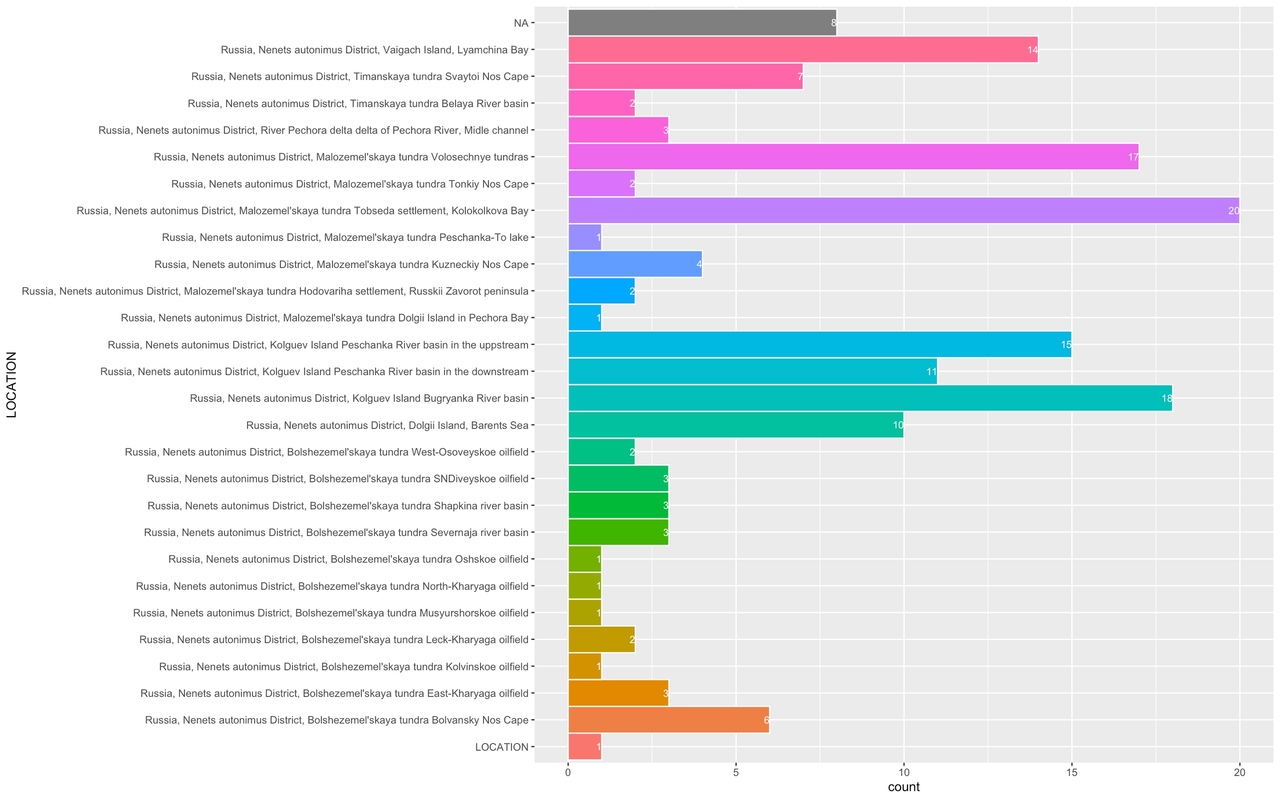 NA 8
Russia, Nenets autonimus District, Vaigach Island, Lyamchina Bay 14
Russia, Nenets autonimus District, Timanskaya tundra Svaytoi Nos Cape 7
Russia, Nenets autonimus District, Timanskaya tundra Belaya River basin 2
Russia, Nenets autonimus District, River Pechora delta delta of Pechora River, Midle channel 3
Russia, Nenets autonimus District, Malozemel'skaya tundra Volosechnye tundras 17
Russia, Nenets autonimus District, Malozemel'skaya tundra Tonkiy Nos Cape 2
Russia, Nenets autonimus District, Malozemel'skaya tundra Tobseda settlement, Kolokolkova Bay 20
Russia, Nenets autonimus District, Malozemel'skaya tundra Peschanka-To lake 1
Russia, Nenets autonimus District, Malozemel'skaya tundra Kuzneckiy Nos Cape 4
Russia, Nenets autonimus District, Malozemel'skaya tundra Hodovariha settlement, Russkii Zavorot peninsula 2
Russia, Nenets autonimus District, Malozemel'skaya tundra Dolgii Island in Pechora Bay 1
Russia, Nenets autonimus District, Kolguev Island Peschanka River basin in the uppstream 15
Russia, Nenets autonimus District, Kolguev Island Peschanka River basin in the downstream 11
Russia, Nenets autonimus District, Kolguev Island Bugryanka River basin 18
Russia, Nenets autonimus District, Dolgii Island, Barents Sea 10
Russia, Nenets autonimus District, Bolshezemel'skaya tundra West-Osoveyskoe oilfield 2
Russia, Nenets autonimus District, Bolshezemel'skaya tundra SNDiveyskoe oilfield 3
Russia, Nenets autonimus District, Bolshezemel'skaya tundra Shapkina river basin 3
Russia, Nenets autonimus District, Bolshezemel'skaya tundra Severnaja river basin 3
Russia, Nenets autonimus District, Bolshezemel'skaya tundra Oshskoe oilfield 1
Russia, Nenets autonimus District, Bolshezemel'skaya tundra North-Kharyaga oilfield 1
Russia, Nenets autonimus District, Bolshezemel'skaya tundra Musyurshorskoe oilfield 1
Russia, Nenets autonimus District, Bolshezemel'skaya tundra Leck-Kharyaga oilfield 2
Russia, Nenets autonimus District, Bolshezemel'skaya tundra Kolvinskoe oilfield 1
Russia, Nenets autonimus District, Bolshezemel'skaya tundra East-Kharyaga oilfield 3
Russia, Nenets autonimus District, Bolshezemel'skaya tundra Bolvansky Nos Cape 6
LOCATION 1
0 5 10 15 20
count
LOCATION